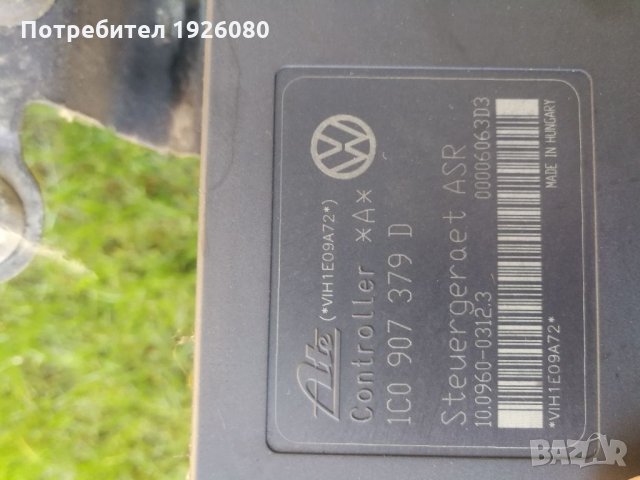 Потребител 1926080
Ate (*VIH1E09A72*)
Controller *A*
1C0 907 379 D
Steuergeraet ASR
10.0960-0312.3 00006063D3
*VIH1E09A72* MADE IN HUNGARY
BAZAR